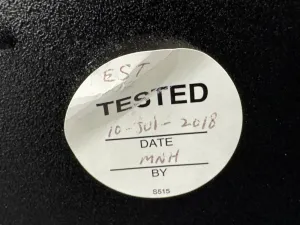 EST
TESTED
10-JUl-2018
DATE
MNH
BY
S515